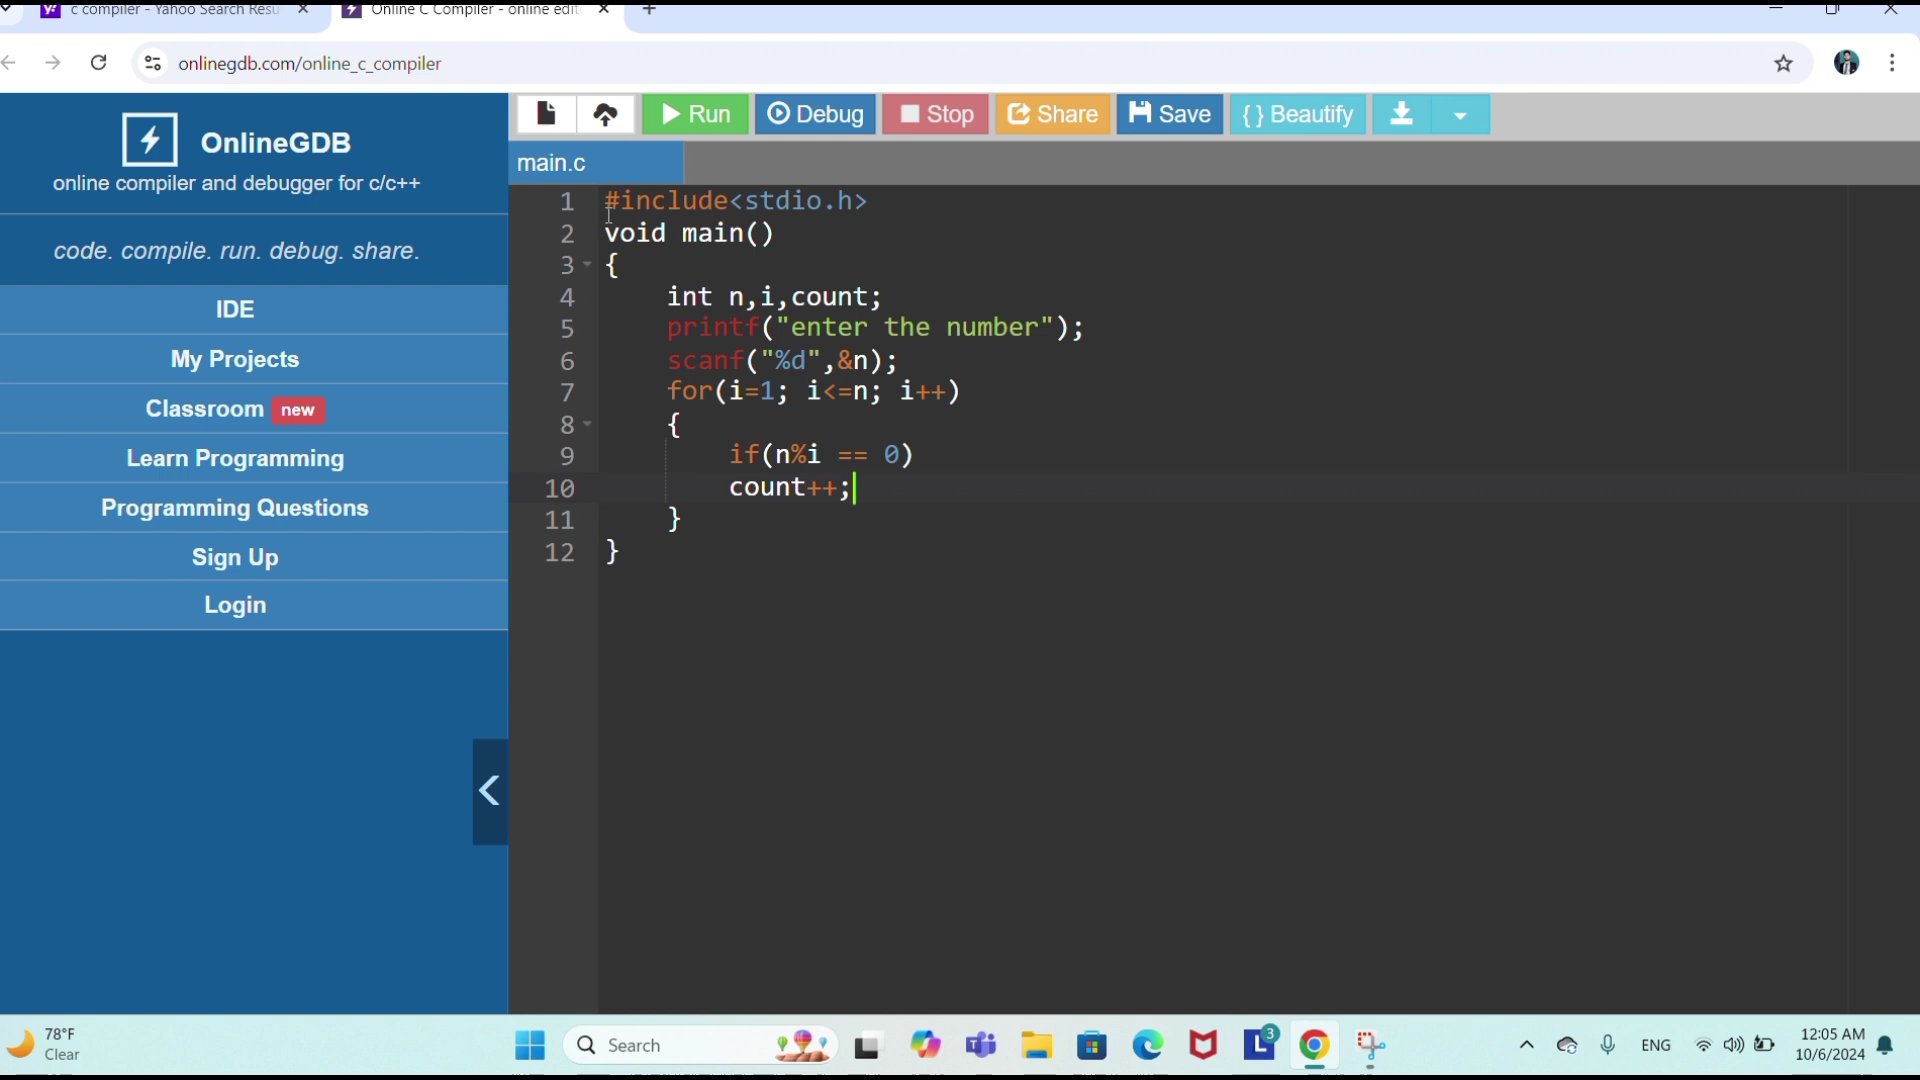 c compiler - Yahoo Search Resu
Online C Compiler - online edit
onlinegdb.com/online_c_compiler
OnlineGDB
online compiler and debugger for c/c++
code. compile. run. debug. share.
IDE
My Projects
Classroom new
Learn Programming
Programming Questions
Sign Up
Login
Run Debug Stop Share Save { } Beautify
main.c
1 #include<stdio.h>
2 void main()
3 {
4 int n,i,count;
5 printf("enter the number");
6 scanf("%d",&n);
7 for(i=1; i<=n; i++)
8 {
9 if(n%i == 0)
10 count++;
11 }
12 }
78°F
Clear
Search
3
ENG
12:05 AM
10/6/2024